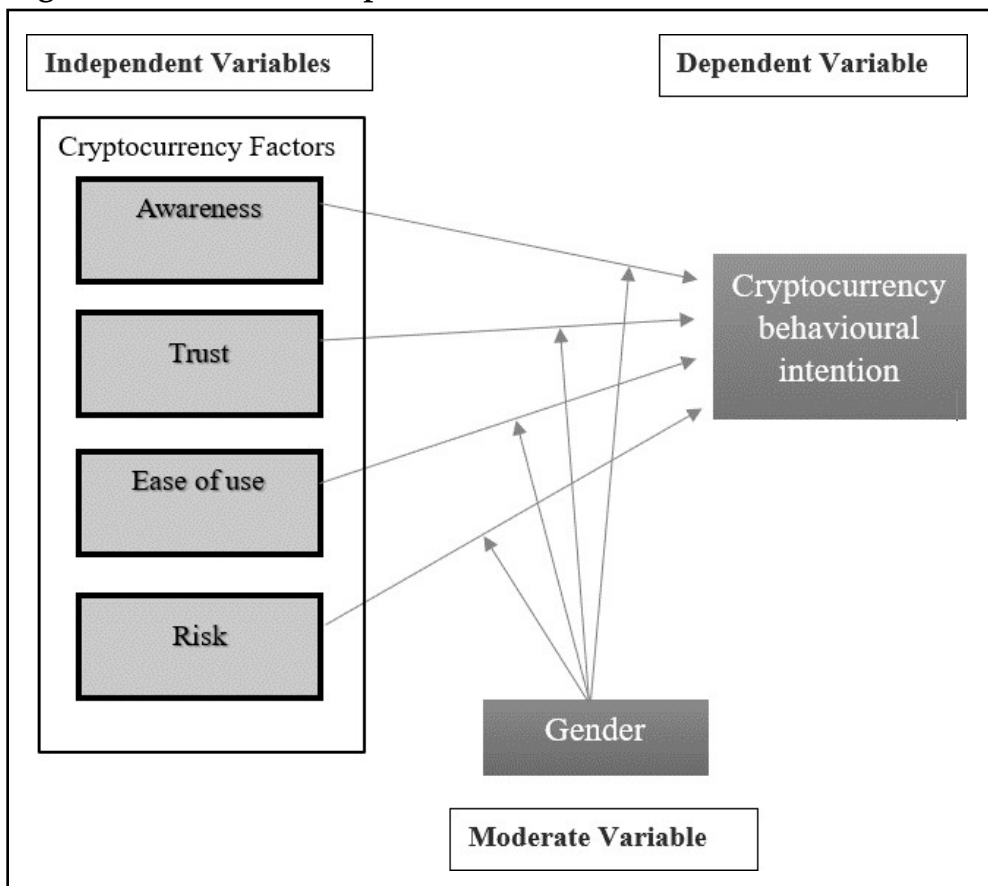 Independent Variables
Dependent Variable
Cryptocurrency Factors
Awareness
Trust
Ease of use
Risk
Cryptocurrency
behavioural
intention
Gender
Moderate Variable